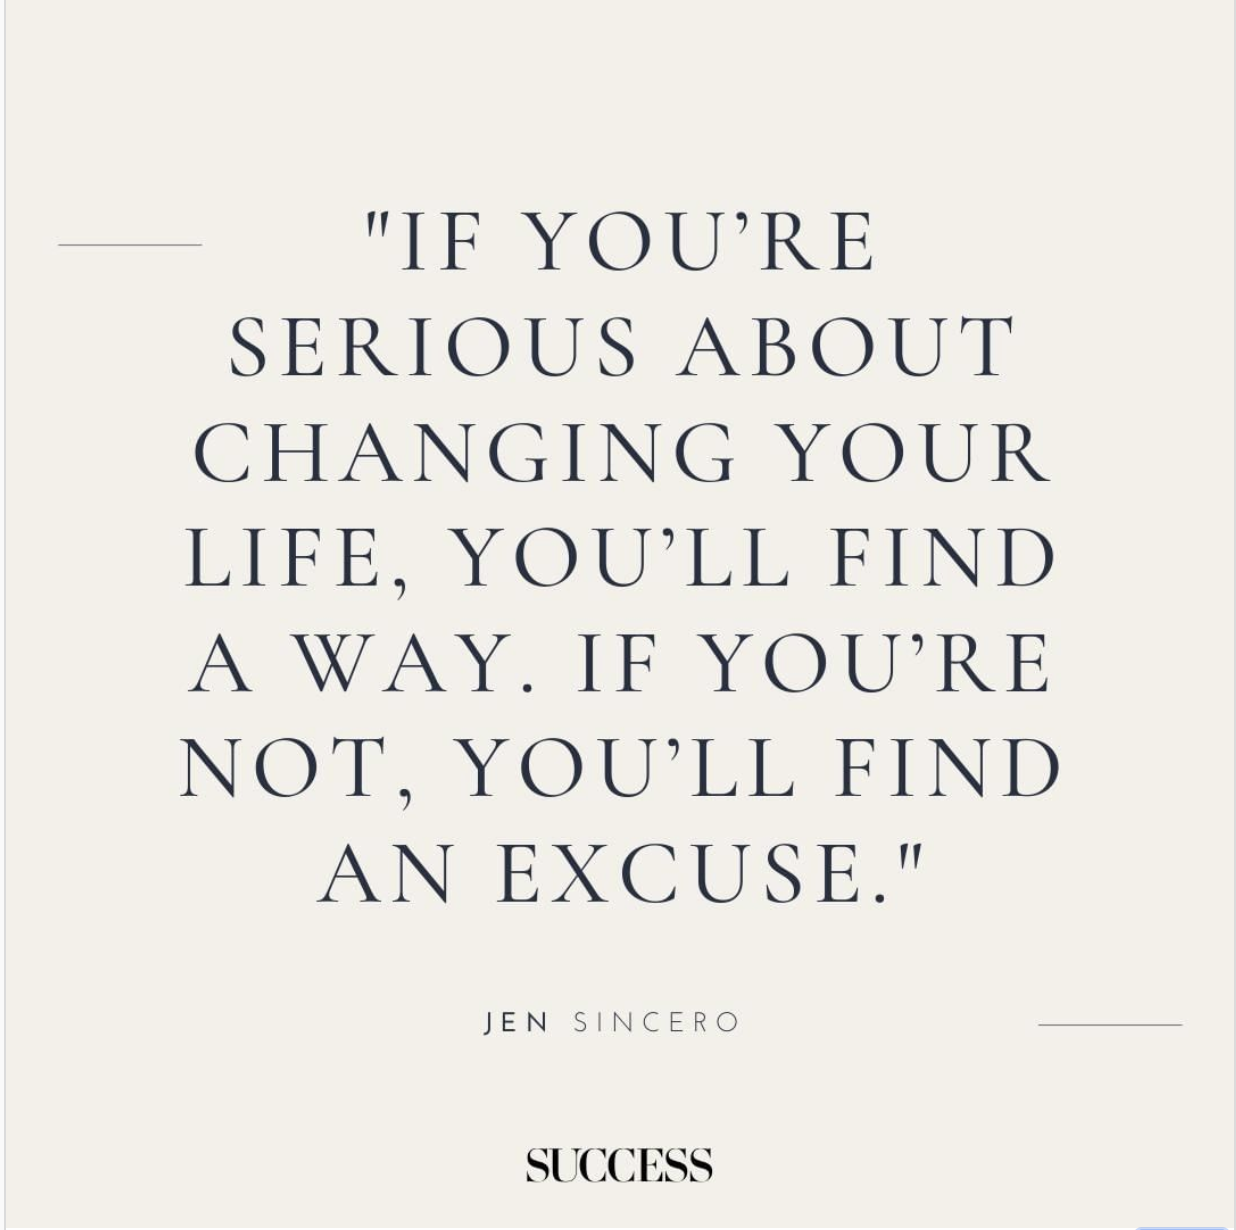 "IF YOU’RE
SERIOUS ABOUT
CHANGING YOUR
LIFE, YOU’LL FIND
A WAY. IF YOU’RE
NOT, YOU’LL FIND
AN EXCUSE."
JEN SINCERO
SUCCESS